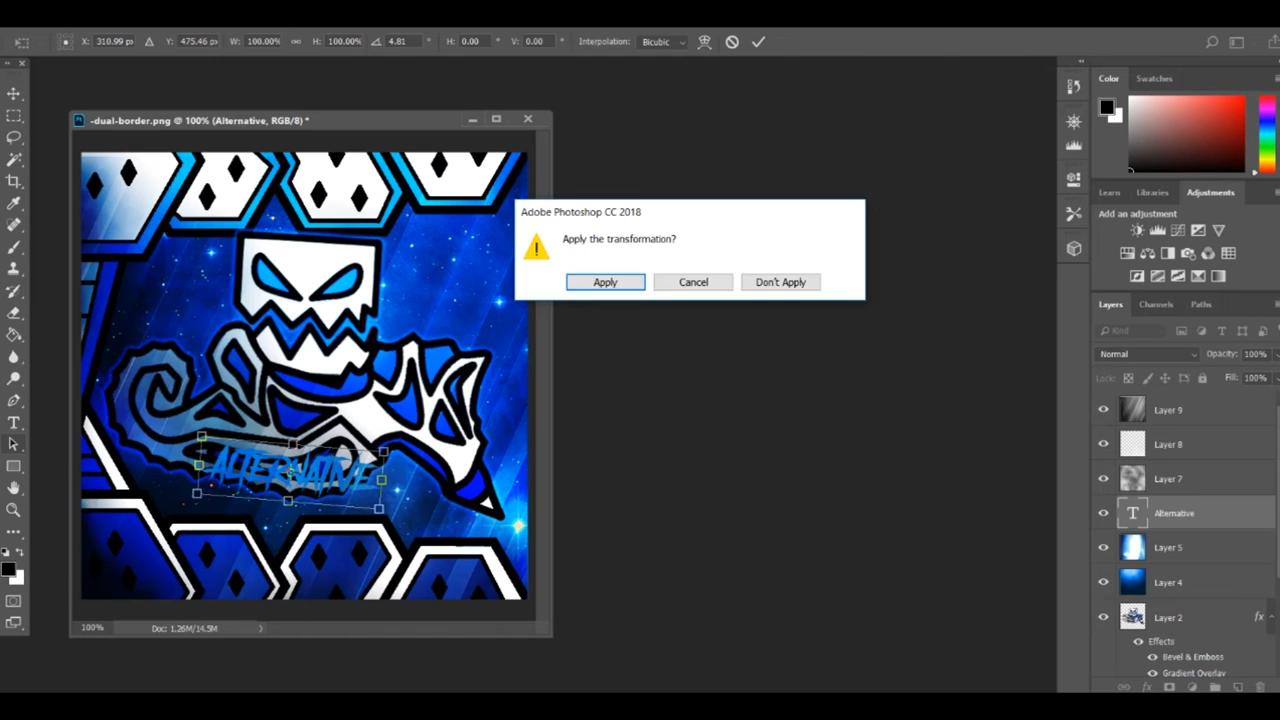 X: 310.99 px Y: 475.46 px W: 100.00% H: 100.00% 4.81 ° H: 0.00 ° V: 0.00 ° Interpolation: Bicubic
-dual-border.png @ 100% (Alternative, RGB/8) *
ALTERNATIVE
100% Doc: 1.26M/14.5M
Adobe Photoshop CC 2018
Apply the transformation?
Apply Cancel Don't Apply
Color Swatches
Learn Libraries Adjustments
Add an adjustment
Layers Channels Paths
Kind
Normal Opacity: 100%
Lock: Fill: 100%
Layer 9
Layer 8
Layer 7
T Alternative
Layer 5
Layer 4
Layer 2 fx
Effects
Bevel & Emboss
Gradient Overlay
fx